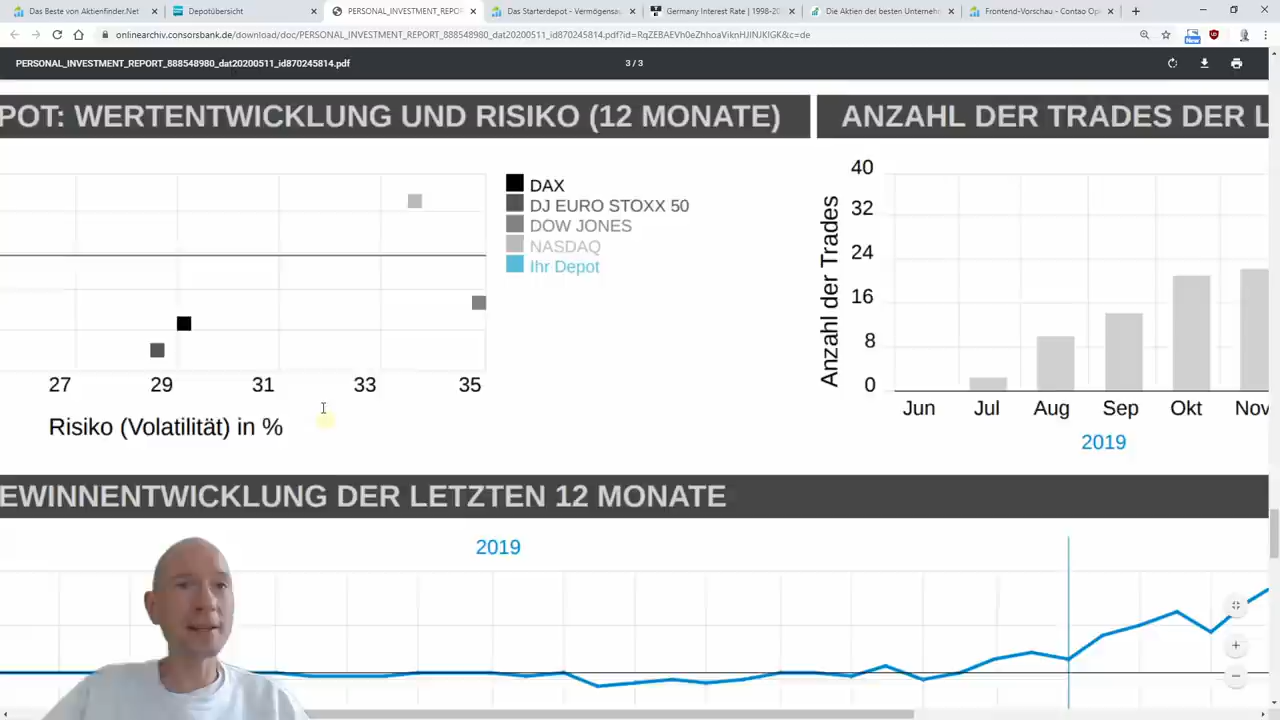 Das Beste von Aktienfinder.Net
Depotübersicht
PERSONAL_INVESTMENT_REPOR
Das Starterdepot - Vermögensau
Germany Interest Rate | 1998-20
Die Aktien der besten Unternehm
Frontend-Vorschau - Contao Op
onlinearchiv.consorsbank.de/download/doc/PERSONAL_INVESTMENT_REPORT_888548980_dat20200511_id870245814.pdf?id=RqZEBAEVh0eZhhoaViknHJINJKIGK&c=de
New
PERSONAL_INVESTMENT_REPORT_888548980_dat20200511_id870245814.pdf
3 / 3
POT: WERTENTWICKLUNG UND RISIKO (12 MONATE)
ANZAHL DER TRADES DER L
DAX
DJ EURO STOXX 50
DOW JONES
NASDAQ
Ihr Depot
27 29 31 33 35
Risiko (Volatilität) in %
Anzahl der Trades
40
32
24
16
8
0
Jun Jul Aug Sep Okt Nov
2019
EWINNENTWICKLUNG DER LETZTEN 12 MONATE
2019